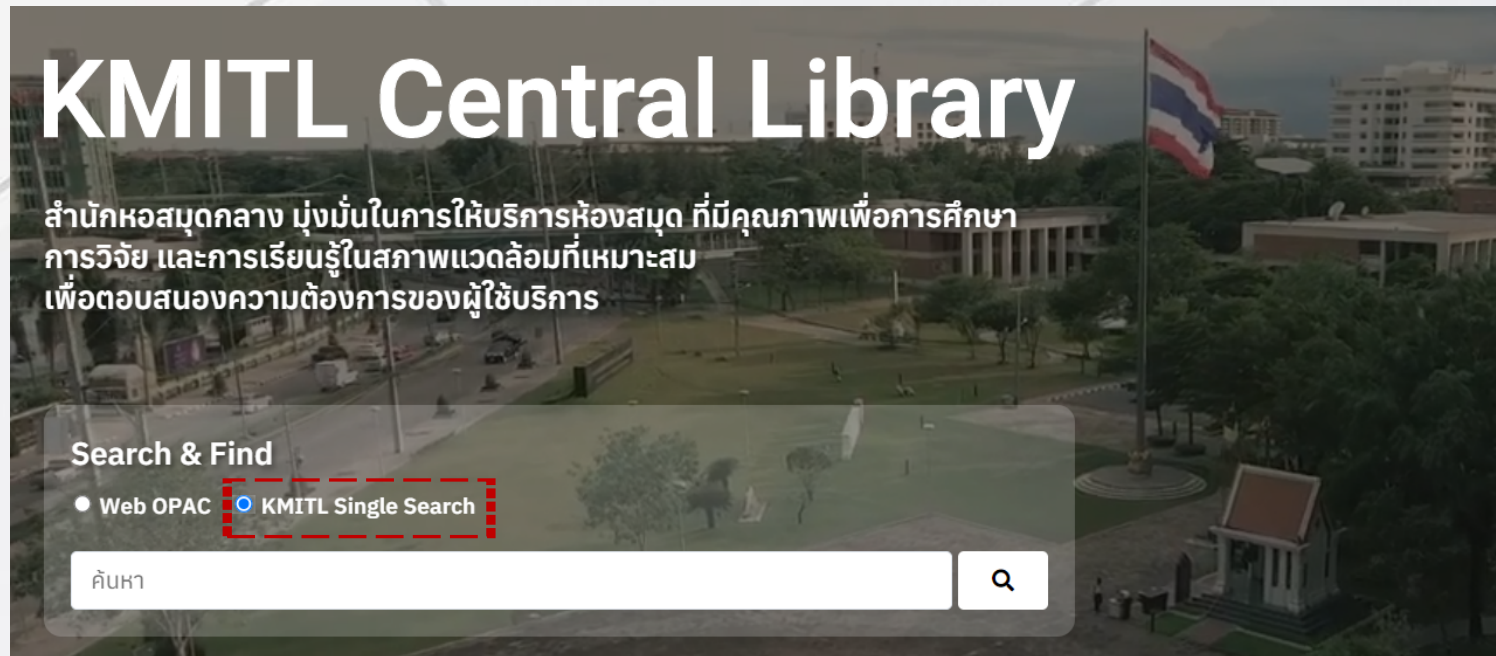 KMITL Central Library
สำนักหอสมุดกลาง มุ่งมั่นในการให้บริการห้องสมุด ที่มีคุณภาพเพื่อการศึกษา
การวิจัย และการเรียนรู้ในสภาพแวดล้อมที่เหมาะสม
เพื่อตอบสนองความต้องการของผู้ใช้บริการ
Search & Find
Web OPAC KMITL Single Search
ค้นหา